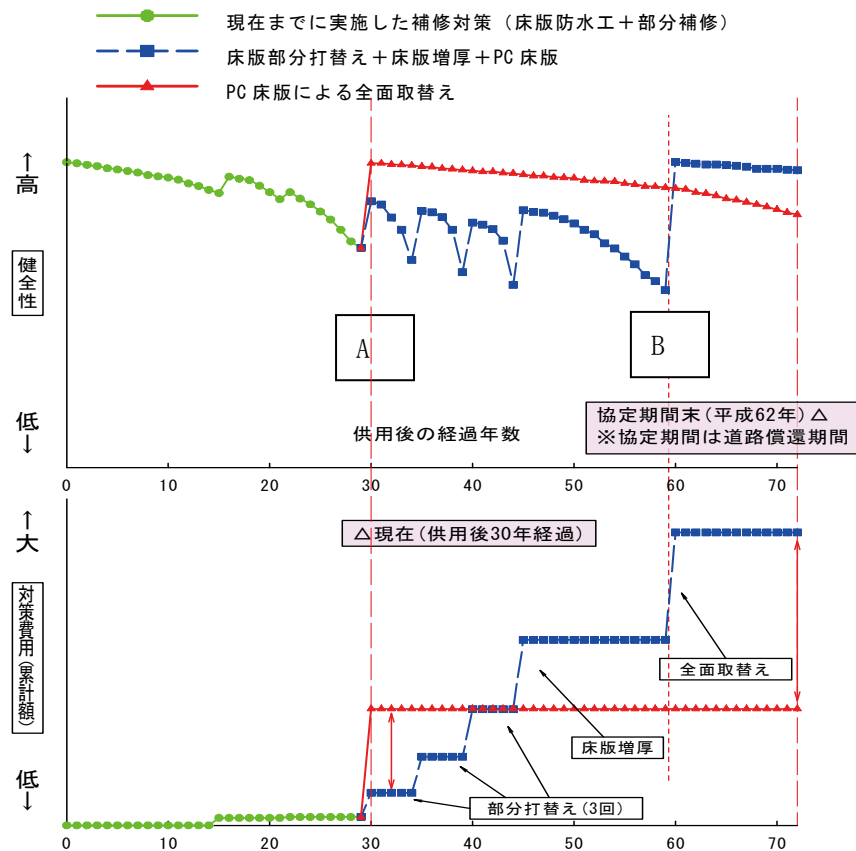 現在までに実施した補修対策（床版防水工＋部分補修）
床版部分打替え＋床版増厚＋PC 床版
PC 床版による全面取替え
↑
高
健全性
低
↓
A
B
協定期間末(平成62年)△
※協定期間は道路償還期間
供用後の経過年数
0 10 20 30 40 50 60 70
↑
大
対策費用(累計額)
低
↓
△現在(供用後30年経過)
全面取替え
床版増厚
部分打替え(3回)
0 10 20 30 40 50 60 70